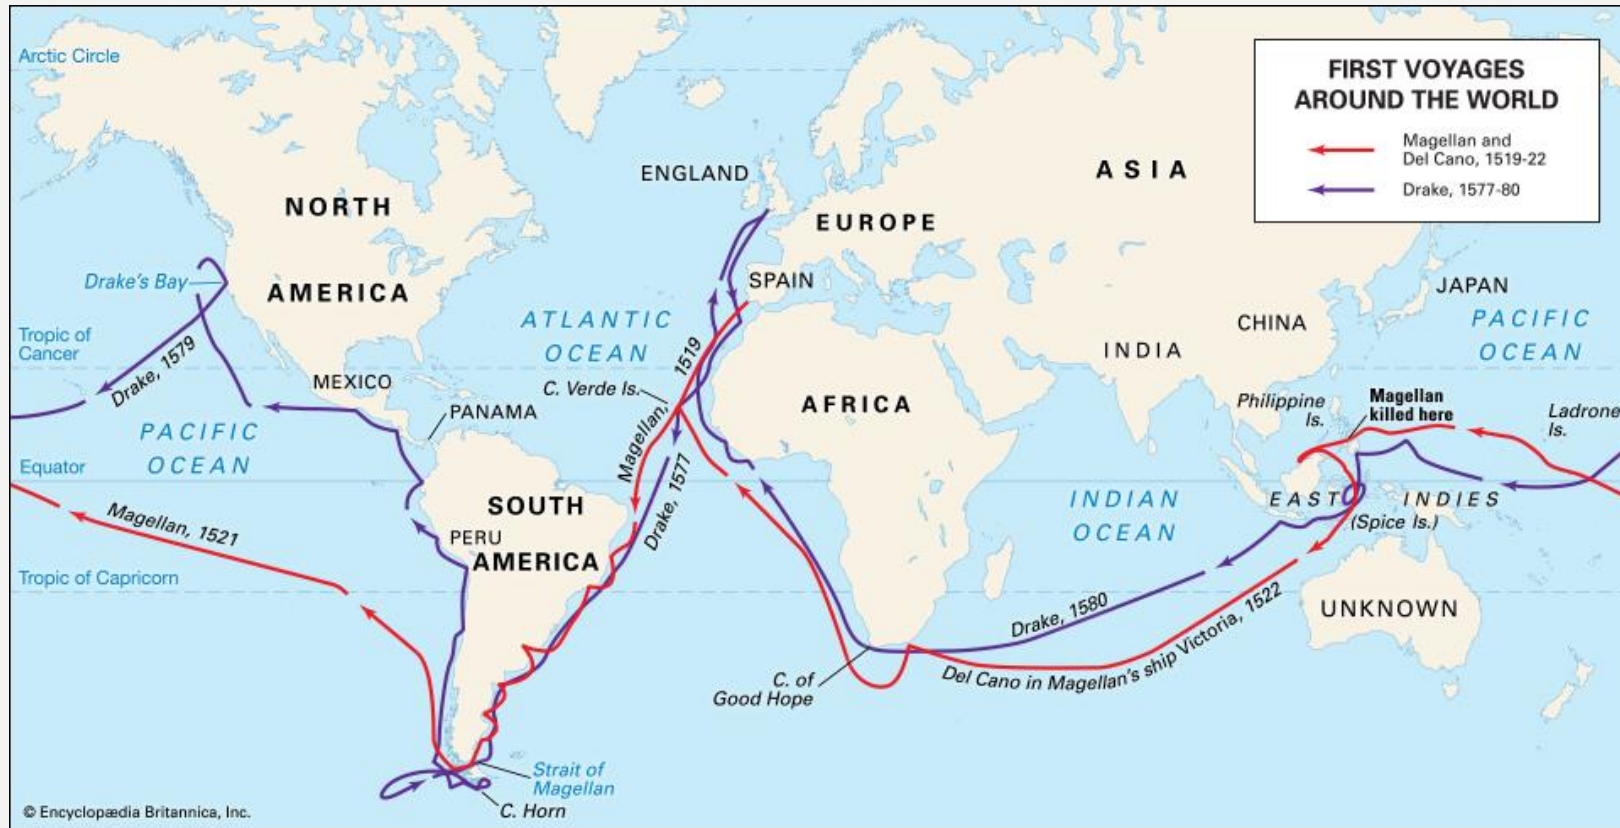 Arctic Circle
FIRST VOYAGES
AROUND THE WORLD
Magellan and
Del Cano, 1519-22
Drake, 1577-80
ENGLAND
ASIA
NORTH
AMERICA
EUROPE
Drake's Bay
SPAIN
JAPAN
ATLANTIC
OCEAN
CHINA
PACIFIC
OCEAN
Tropic of
Cancer
INDIA
Drake, 1579
MEXICO
Magellan, 1519
C. Verde Is.
AFRICA
Philippine
Is.
Magellan
killed here
Ladrone
Is.
PANAMA
PACIFIC
OCEAN
Equator
SOUTH
AMERICA
PERU
Drake, 1577
INDIAN
OCEAN
EAST INDIES
(Spice Is.)
Magellan, 1521
Tropic of Capricorn
UNKNOWN
Drake, 1580
Del Cano in Magellan's ship Victoria, 1522
C. of
Good Hope
Strait of
Magellan
C. Horn
© Encyclopædia Britannica, Inc.